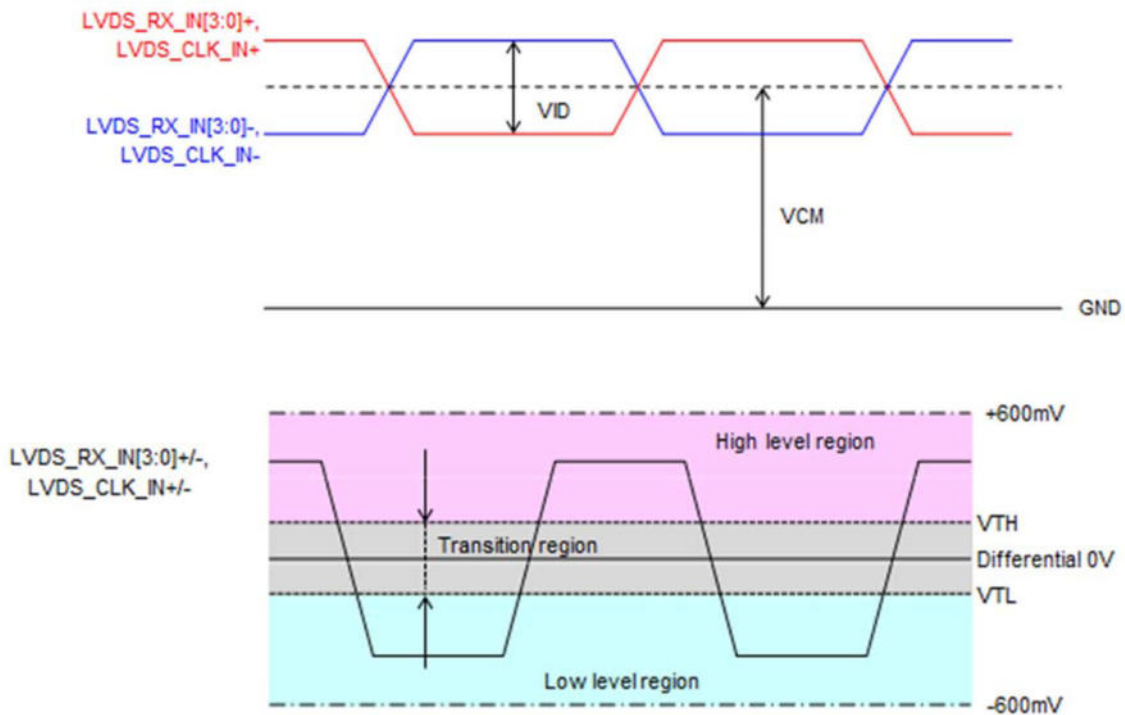 LVDS_RX_IN[3:0]+,
LVDS_CLK_IN+
VID
LVDS_RX_IN[3:0]-,
LVDS_CLK_IN-
VCM
GND
+600mV
High level region
LVDS_RX_IN[3:0]+/-,
LVDS_CLK_IN+/-
VTH
Transition region
Differential 0V
VTL
Low level region
-600mV